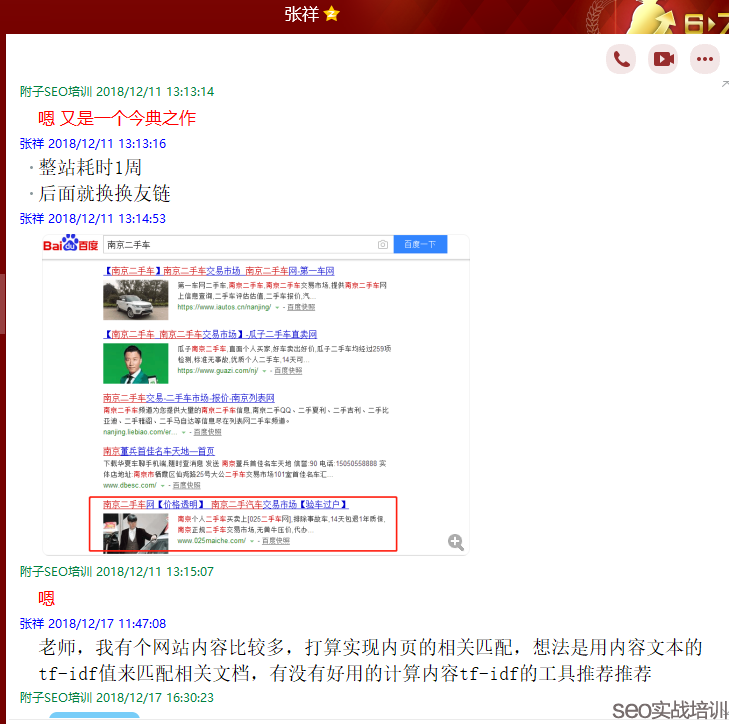 张祥
附子SEO培训 2018/12/11 13:13:14
嗯 又是一个今典之作
张祥 2018/12/11 13:13:16
整站耗时1周
后面就换换友链
张祥 2018/12/11 13:14:53
Bai百度 南京二手车 百度一下
【南京二手车】南京二手车交易市场_南京二手车网-第一车网
第一车网二手车,南京二手车,南京二手车交易市场,提供南京二手车网
上信息查询,二手车评估估值,二手车报价,汽...
https://www.iautos.cn/nanjing/ - 百度快照
【南京二手车_南京二手车交易市场】-瓜子二手车直卖网
瓜子南京二手车,直面个人买家,好车卖出好价,瓜子二手车均经过259项
检测,标准无事故,优质个人二手车,14天可...
https://www.guazi.com/nj/ - 百度快照
南京二手车交易-二手车市场-报价-南京列表网
南京二手车频道为您提供大量的南京二手车信息,南京二手QQ、二手夏利、二手吉利、二手比
亚迪、二手雅阁、二手马自达等信息尽在列表网二手车频道。
nanjing.liebiao.com/er... - 百度快照
南京董兵首佳名车天地—首页
下载华夏车聊手机端,随时查消息 发送 南京董兵首佳名车天地 信誉:90 电话:15050558888 实
体店地址:南京市栖霞区仙尧路25号大公二手车交易市场101室首佳名车汇...
www.dbesc.com/ - 百度快照
南京二手车网【价格透明】_南京二手汽车交易市场【验车过户】
南京个人二手车买卖上[025二手车网],排除事故车,14天包退1年质保,
南京正规二手车交易市场,无黄牛压价,代办...
www.025maiche.com/ - 百度快照
附子SEO培训 2018/12/11 13:15:07
嗯
张祥 2018/12/17 11:47:08
老师，我有个网站内容比较多，打算实现内页的相关匹配，想法是用内容文本的
tf-idf值来匹配相关文档，有没有好用的计算内容tf-idf的工具推荐推荐
附子SEO培训 2018/12/17 16:30:23
seo实战培训